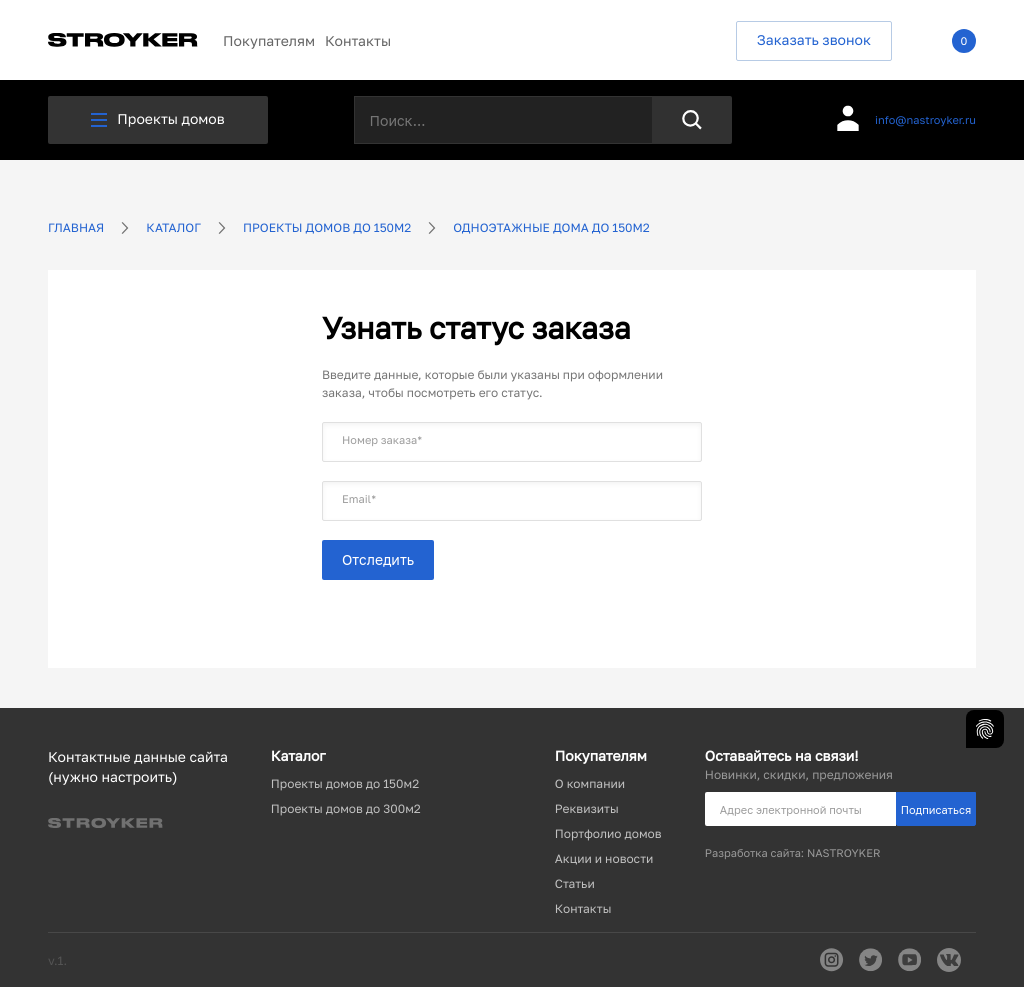 STROYKER
Покупателям Контакты
Заказать звонок
0
Проекты домов
Поиск...
info@nastroyker.ru
ГЛАВНАЯ КАТАЛОГ ПРОЕКТЫ ДОМОВ ДО 150М2 ОДНОЭТАЖНЫЕ ДОМА ДО 150М2
Узнать статус заказа
Введите данные, которые были указаны при оформлении
заказа, чтобы посмотреть его статус.
Номер заказа*
Email*
Отследить
Контактные данные сайта
(нужно настроить)
STROYKER
Каталог
Проекты домов до 150м2
Проекты домов до 300м2
Покупателям
О компании
Реквизиты
Портфолио домов
Акции и новости
Статьи
Контакты
Оставайтесь на связи!
Новинки, скидки, предложения
Адрес электронной почты
Подписаться
Разработка сайта: NASTROYKER
v.1.